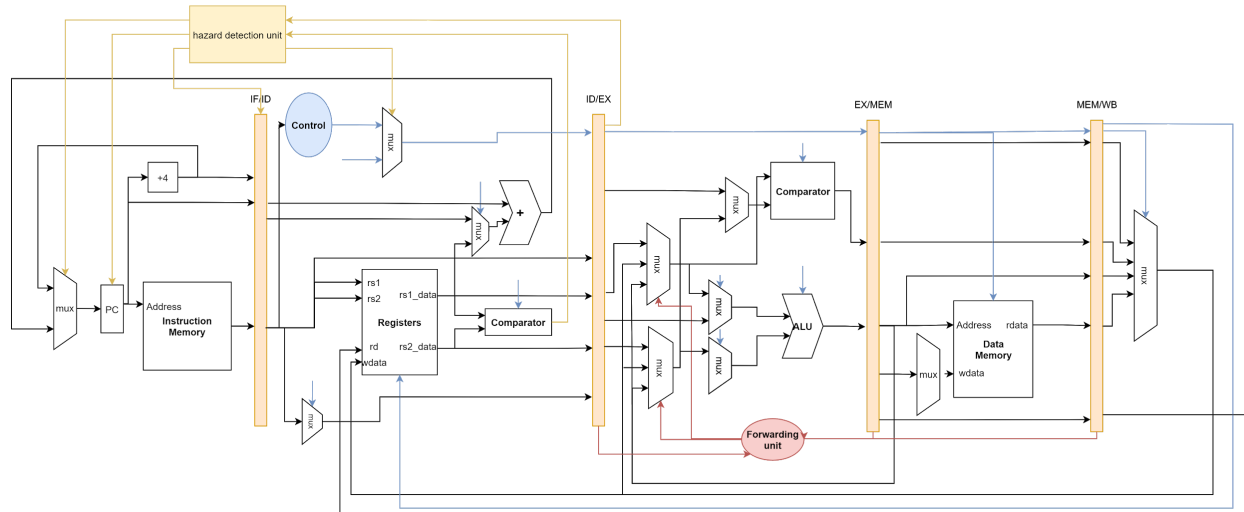 hazard detection unit
IF/ID
ID/EX
EX/MEM
MEM/WB
Control
mux
+4
mux
Comparator
+
mux
mux
mux
PC
Address
Instruction
Memory
rs1
rs2
rs1_data
Registers
rd
rs2_data
wdata
Comparator
mux
mux
mux
mux
ALU
mux
Address
rdata
Data
Memory
wdata
mux
mux
mux
Forwarding
unit